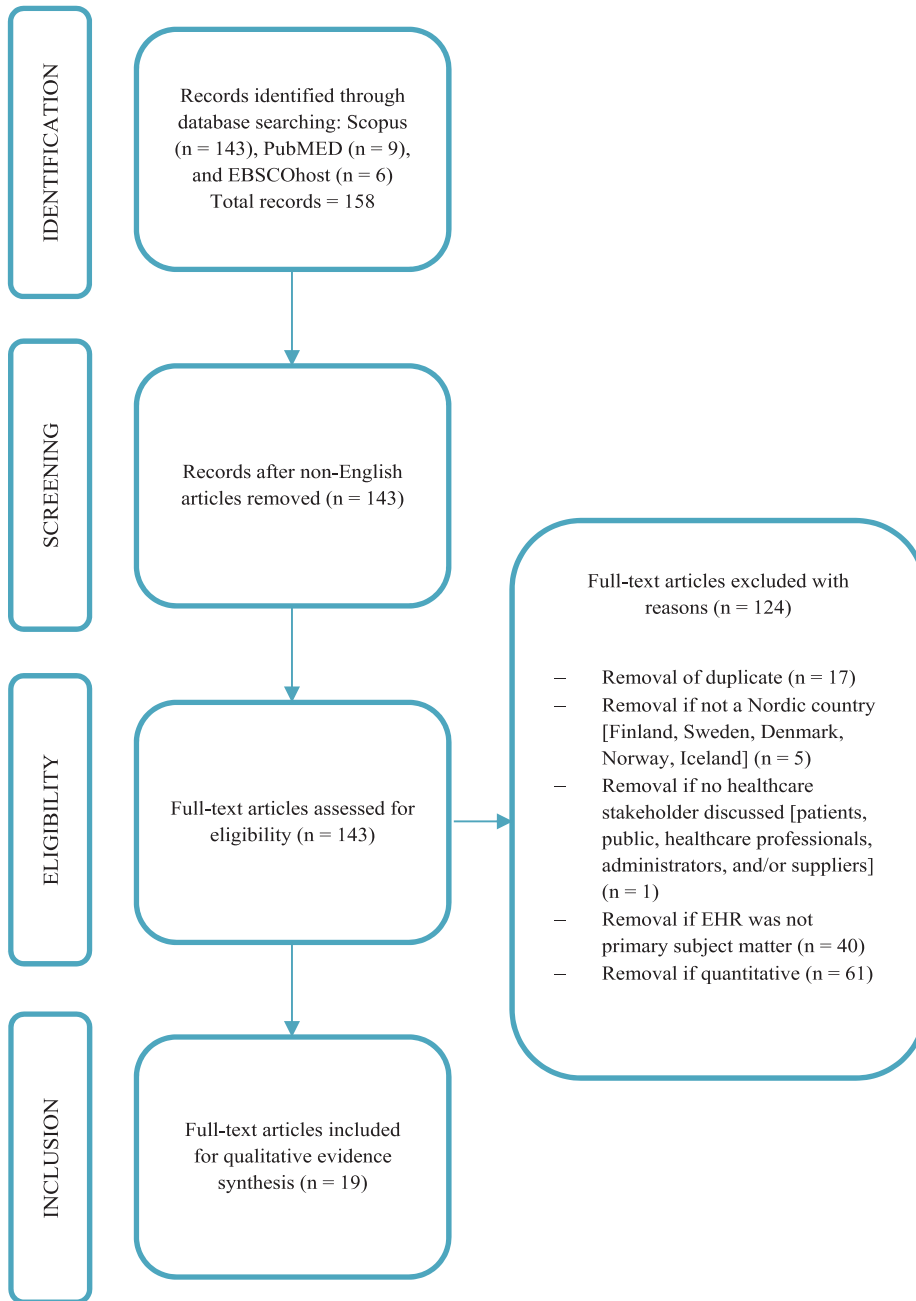 IDENTIFICATION
Records identified through
database searching: Scopus
(n = 143), PubMED (n = 9),
and EBSCOhost (n = 6)
Total records = 158
SCREENING
Records after non-English
articles removed (n = 143)
ELIGIBILITY
Full-text articles assessed for
eligibility (n = 143)
Full-text articles excluded with
reasons (n = 124)
– Removal of duplicate (n = 17)
– Removal if not a Nordic country
[Finland, Sweden, Denmark,
Norway, Iceland] (n = 5)
– Removal if no healthcare
stakeholder discussed [patients,
public, healthcare professionals,
administrators, and/or suppliers]
(n = 1)
– Removal if EHR was not
primary subject matter (n = 40)
– Removal if quantitative (n = 61)
INCLUSION
Full-text articles included
for qualitative evidence
synthesis (n = 19)